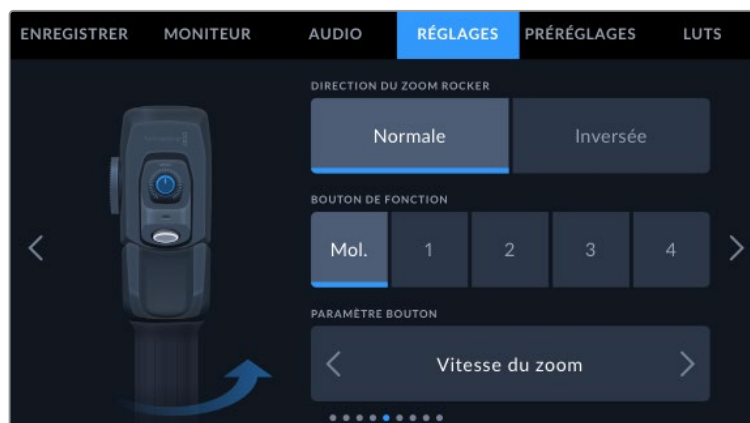 ENREGISTRER MONITEUR AUDIO RÉGLAGES PRÉRÉGLAGES LUTS
DIRECTION DU ZOOM ROCKER
Normale Inversée
BOUTON DE FONCTION
Mol. 1 2 3 4
PARAMÈTRE BOUTON
Vitesse du zoom